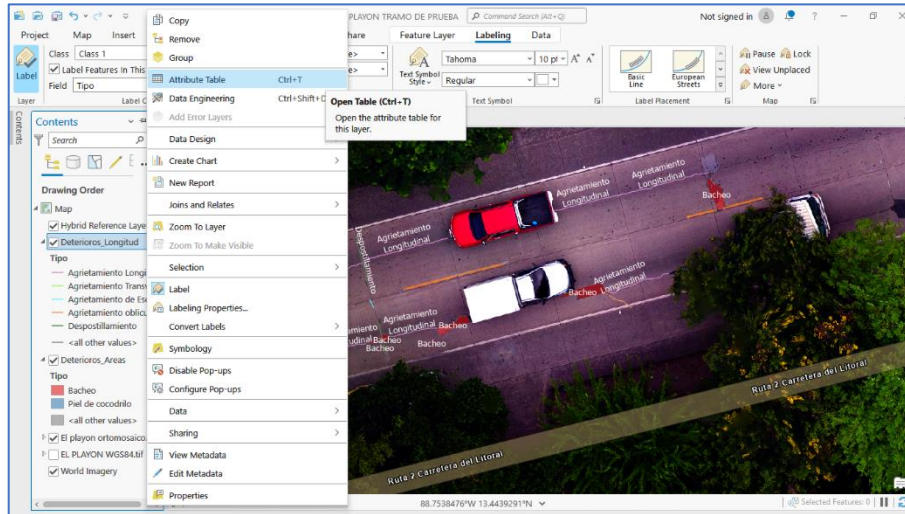 PLAYON TRAMO DE PRUEBA
Command Search (Alt+Q)
Not signed in
Project
Map
Insert
hare
Feature Layer
Labeling
Data
Label
Class Class 1
Label Features In This
Field Tipo
Text Symbol
Style
Tahoma
10 pt
Regular
Basic
Line
European
Streets
Pause
Lock
View Unplaced
More
Layer
Label C
Text Symbol
Label Placement
Map
Contents
Contents
Search
Drawing Order
Map
Hybrid Reference Laye
Deterioros_Longitud
Tipo
Agrietamiento Longi
Agrietamiento Trans
Agrietamiento de Es
Agrietamiento oblicu
Despostillamiento
<all other values>
Deterioros_Areas
Tipo
Bacheo
Piel de cocodrilo
<all other values>
El playon ortomosaico.
EL PLAYON WGS84.tif
World Imagery
Copy
Remove
Group
Attribute Table Ctrl+T
Data Engineering Ctrl+Shift+D
Add Error Layers
Data Design
Create Chart
New Report
Joins and Relates
Zoom To Layer
Zoom To Make Visible
Selection
Label
Labeling Properties...
Convert Labels
Symbology
Disable Pop-ups
Configure Pop-ups
Data
Sharing
View Metadata
Edit Metadata
Properties
Open Table (Ctrl+T)
Open the attribute table for
this layer.
Agrietamiento
Longitudinal
Agrietamiento
Longitudinal
Bacheo
Agrietamiento
Longitudinal
Despostillamiento
Agrietamiento
Longitudinal
Bacheo
Agrietamiento
Longitudinal
Bacheo
miento
udinal
Bacheo
Bacheo
Bacheo
Ruta 2 Carretera del Litoral
Ruta 2 Carretera del Litoral
88.7538476°W 13.4439291°N
Selected Features: 0